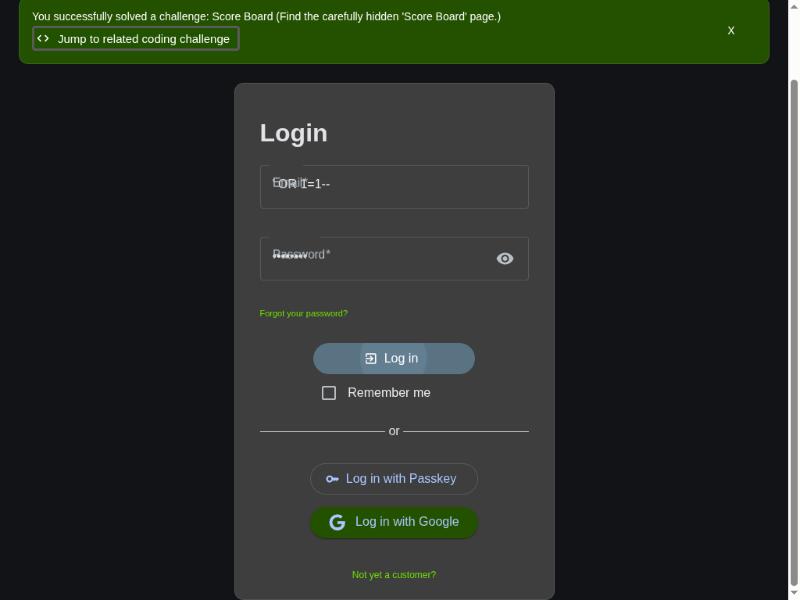 You successfully solved a challenge: Score Board (Find the carefully hidden 'Score Board' page.)
<> Jump to related coding challenge
X
Login
Email*
' OR 1=1--
Password*
Forgot your password?
Log in
Remember me
or
Log in with Passkey
G Log in with Google
Not yet a customer?